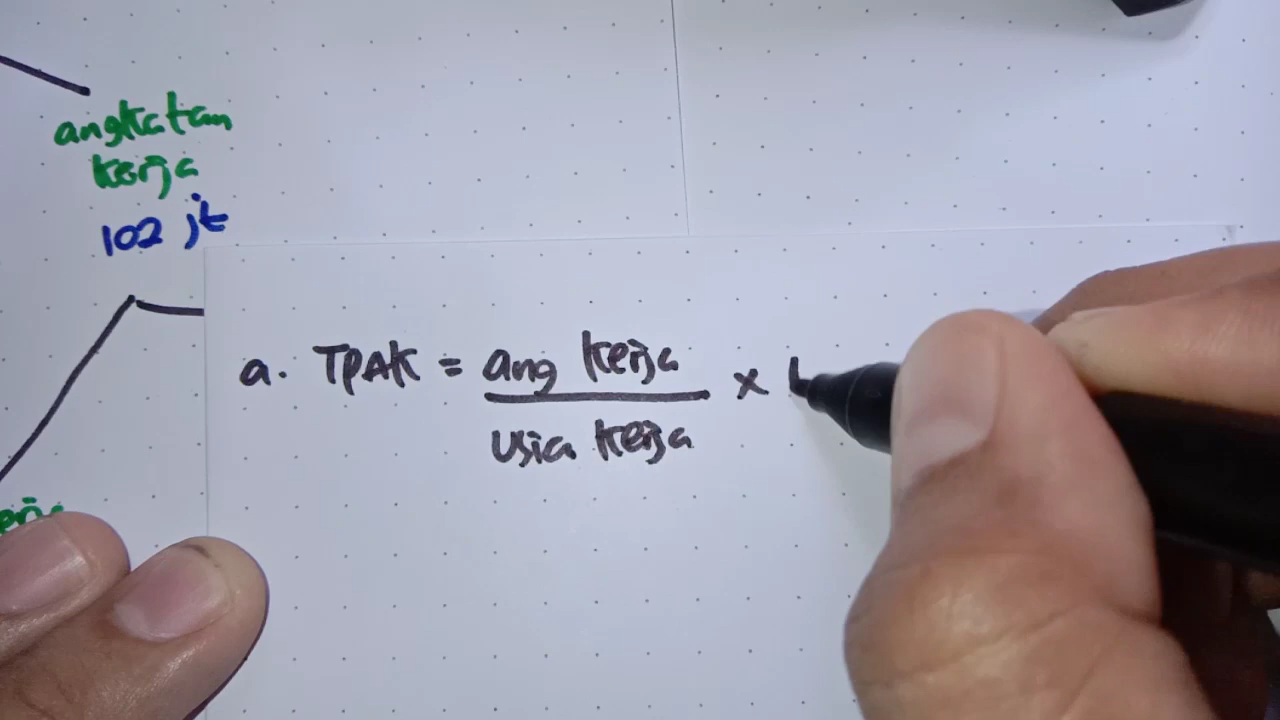 angkatan
kerja
102 jt
a. TPAK = ang kerja
usia kerja
×